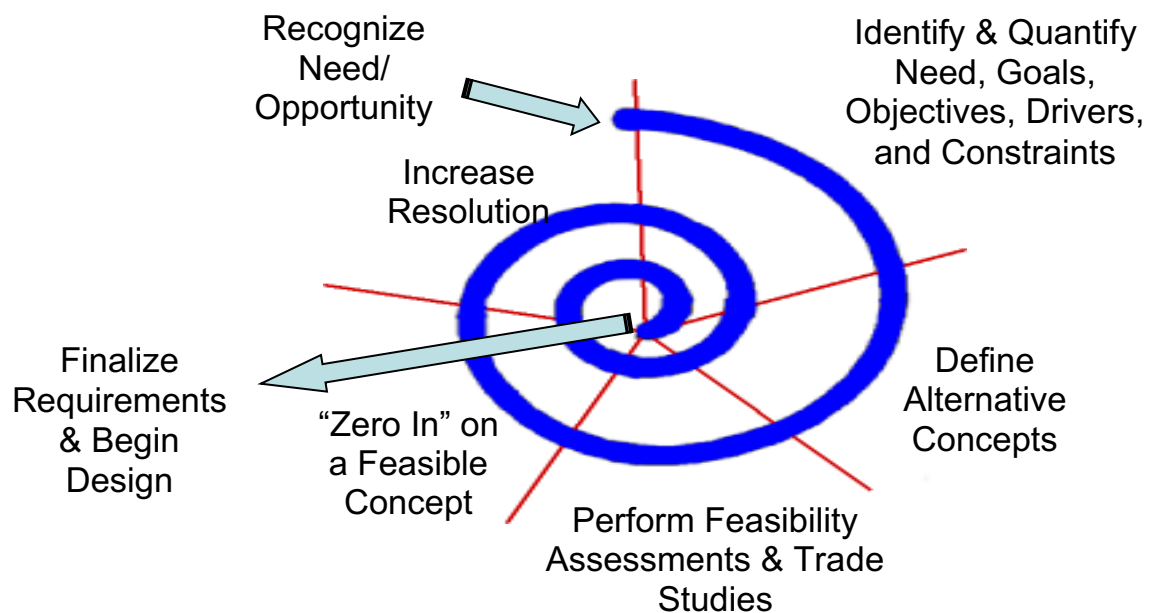 Recognize
Need/
Opportunity
Identify & Quantify
Need, Goals,
Objectives, Drivers,
and Constraints
Increase
Resolution
Define
Alternative
Concepts
Finalize
Requirements
& Begin
Design
“Zero In” on
a Feasible
Concept
Perform Feasibility
Assessments & Trade
Studies